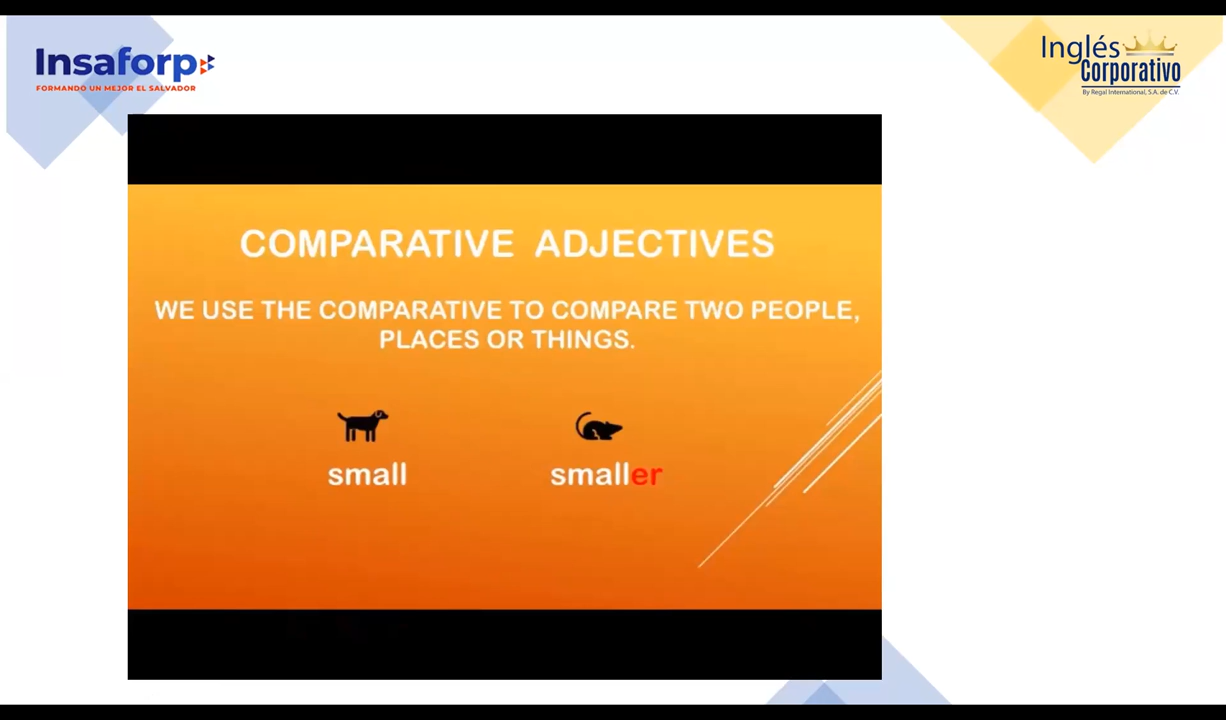 Insaforp
FORMANDO UN MEJOR EL SALVADOR
Inglés
Corporativo
By Regal International, S.A. de C.V.
COMPARATIVE ADJECTIVES
WE USE THE COMPARATIVE TO COMPARE TWO PEOPLE,
PLACES OR THINGS.
small
smaller